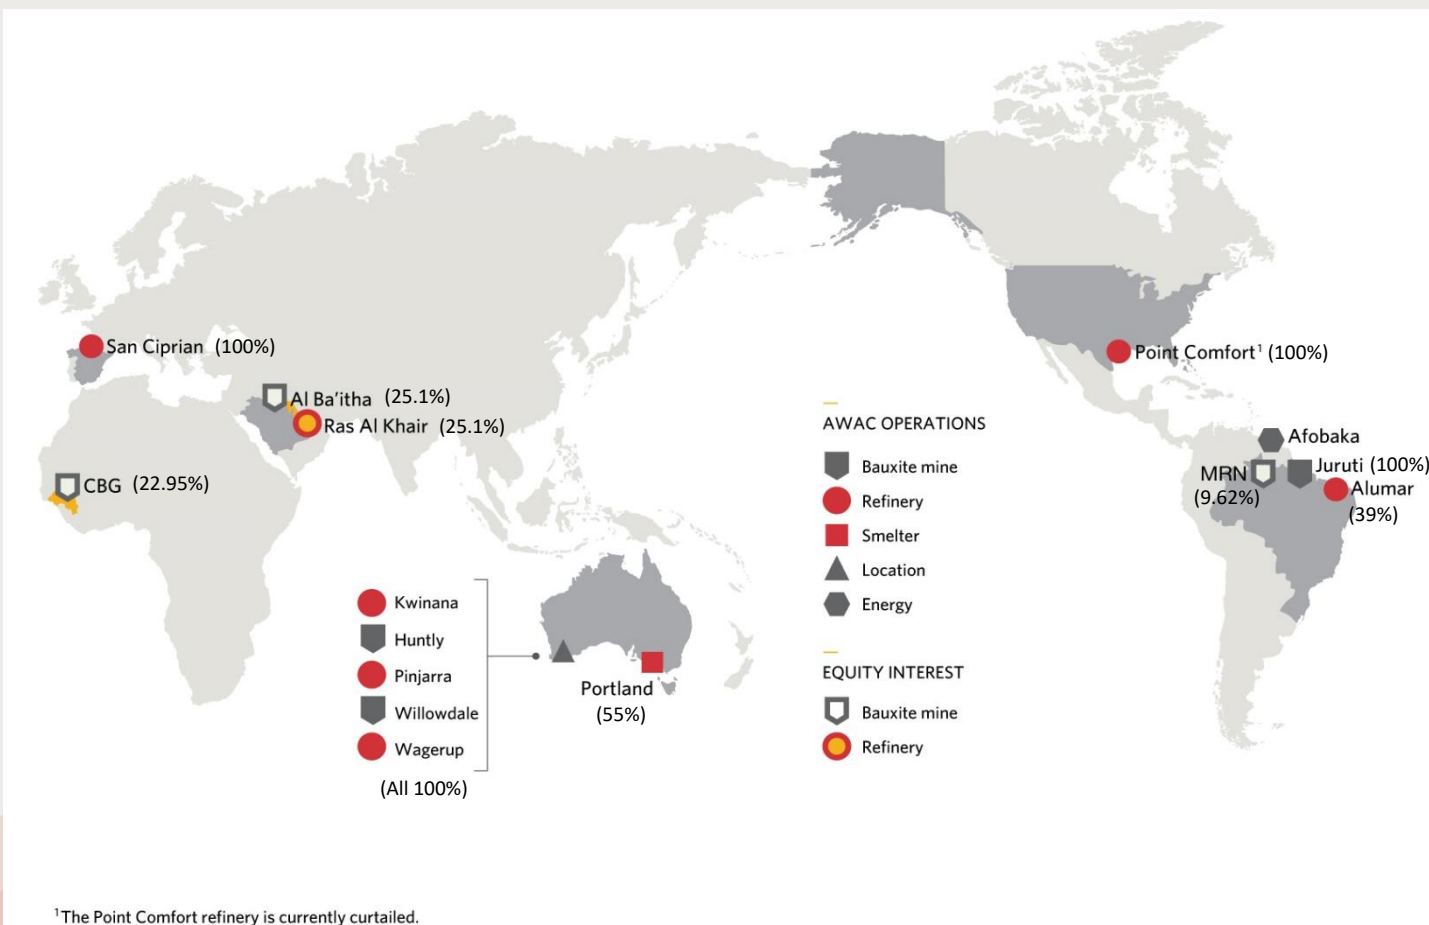 San Ciprian (100%)
Al Ba'itha (25.1%)
Ras Al Khair (25.1%)
CBG (22.95%)
Kwinana
Huntly
Pinjarra
Willowdale
Wagerup
(All 100%)
Portland
(55%)
AWAC OPERATIONS
Bauxite mine
Refinery
Smelter
Location
Energy
EQUITY INTEREST
Bauxite mine
Refinery
Point Comfort¹ (100%)
Afobaka
MRN
(9.62%)
Juruti (100%)
Alumar
(39%)
¹The Point Comfort refinery is currently curtailed.